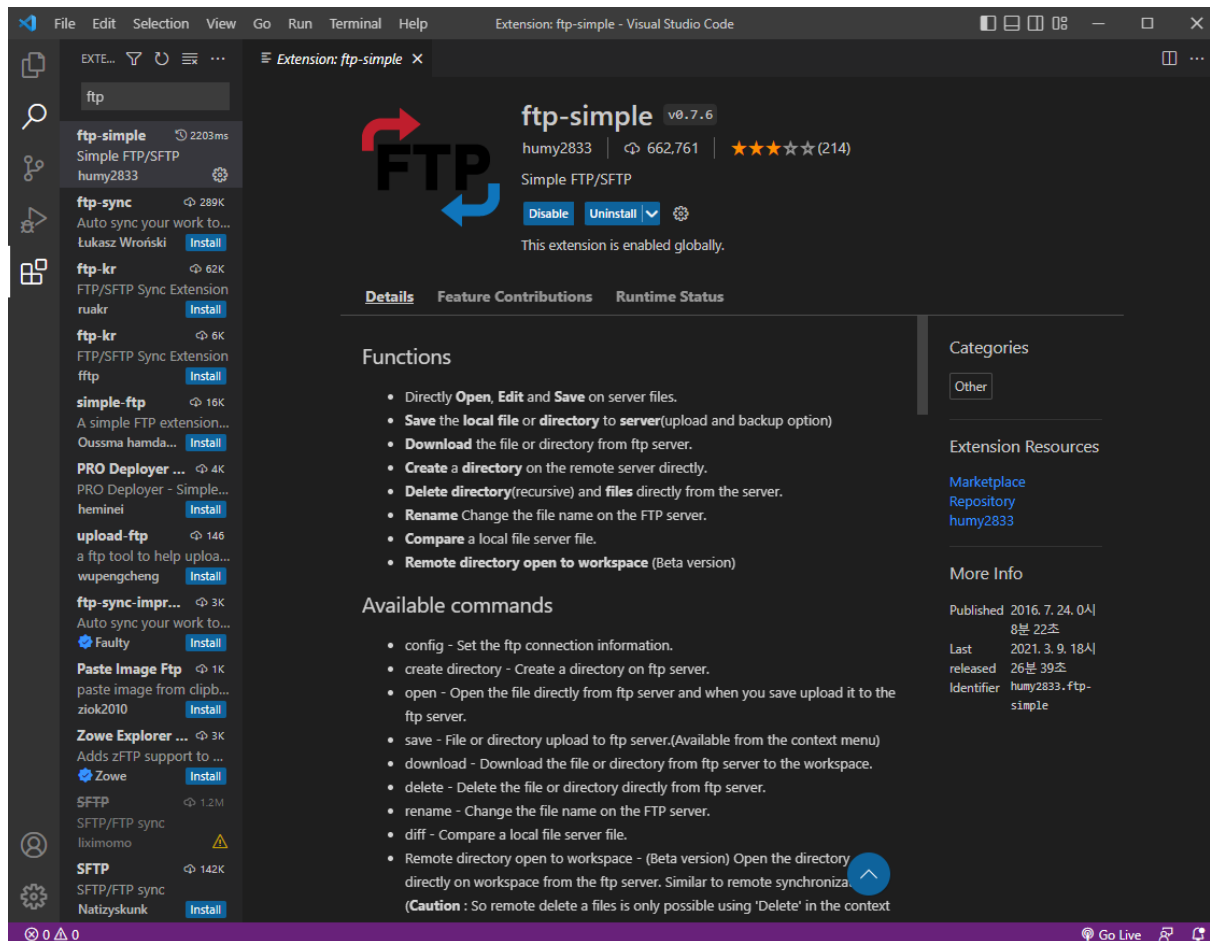 File Edit Selection View Go Run Terminal Help
Extension: ftp-simple - Visual Studio Code
EXTE...
ftp
ftp-simple 2203ms
Simple FTP/SFTP
humy2833
ftp-sync 289K
Auto sync your work to...
Łukasz Wroński Install
ftp-kr 62K
FTP/SFTP Sync Extension
ruakr Install
ftp-kr 6K
FTP/SFTP Sync Extension
fftp Install
simple-ftp 16K
A simple FTP extension...
Oussma hamda... Install
PRO Deployer ... 4K
PRO Deployer - Simple...
heminei Install
upload-ftp 146
a ftp tool to help uploa...
wupengcheng Install
ftp-sync-impr... 3K
Auto sync your work to...
Faulty Install
Paste Image Ftp 1K
paste image from clipb...
ziok2010 Install
Zowe Explorer ... 3K
Adds zFTP support to ...
Zowe Install
SFTP 1.2M
SFTP/FTP sync
liximomo
SFTP 142K
SFTP/FTP sync
Natizyskunk Install
Extension: ftp-simple
FTP
ftp-simple v0.7.6
humy2833 662,761 (214)
Simple FTP/SFTP
Disable Uninstall
This extension is enabled globally.
Details Feature Contributions Runtime Status
Functions
• Directly Open, Edit and Save on server files.
• Save the local file or directory to server(upload and backup option)
• Download the file or directory from ftp server.
• Create a directory on the remote server directly.
• Delete directory(recursive) and files directly from the server.
• Rename Change the file name on the FTP server.
• Compare a local file server file.
• Remote directory open to workspace (Beta version)
Available commands
• config - Set the ftp connection information.
• create directory - Create a directory on ftp server.
• open - Open the file directly from ftp server and when you save upload it to the
ftp server.
• save - File or directory upload to ftp server.(Available from the context menu)
• download - Download the file or directory from ftp server to the workspace.
• delete - Delete the file or directory directly from ftp server.
• rename - Change the file name on the FTP server.
• diff - Compare a local file server file.
• Remote directory open to workspace - (Beta version) Open the directory
directly on workspace from the ftp server. Similar to remote
(Caution : So remote delete a files is only possible using 'Delete' in the context
Categories
Other
Extension Resources
Marketplace
Repository
humy2833
More Info
Published 2016. 7. 24. 0시
8분 22초
Last 2021. 3. 9. 18시
released 26분 39초
Identifier humy2833.ftp-
simple
0 0
Go Live